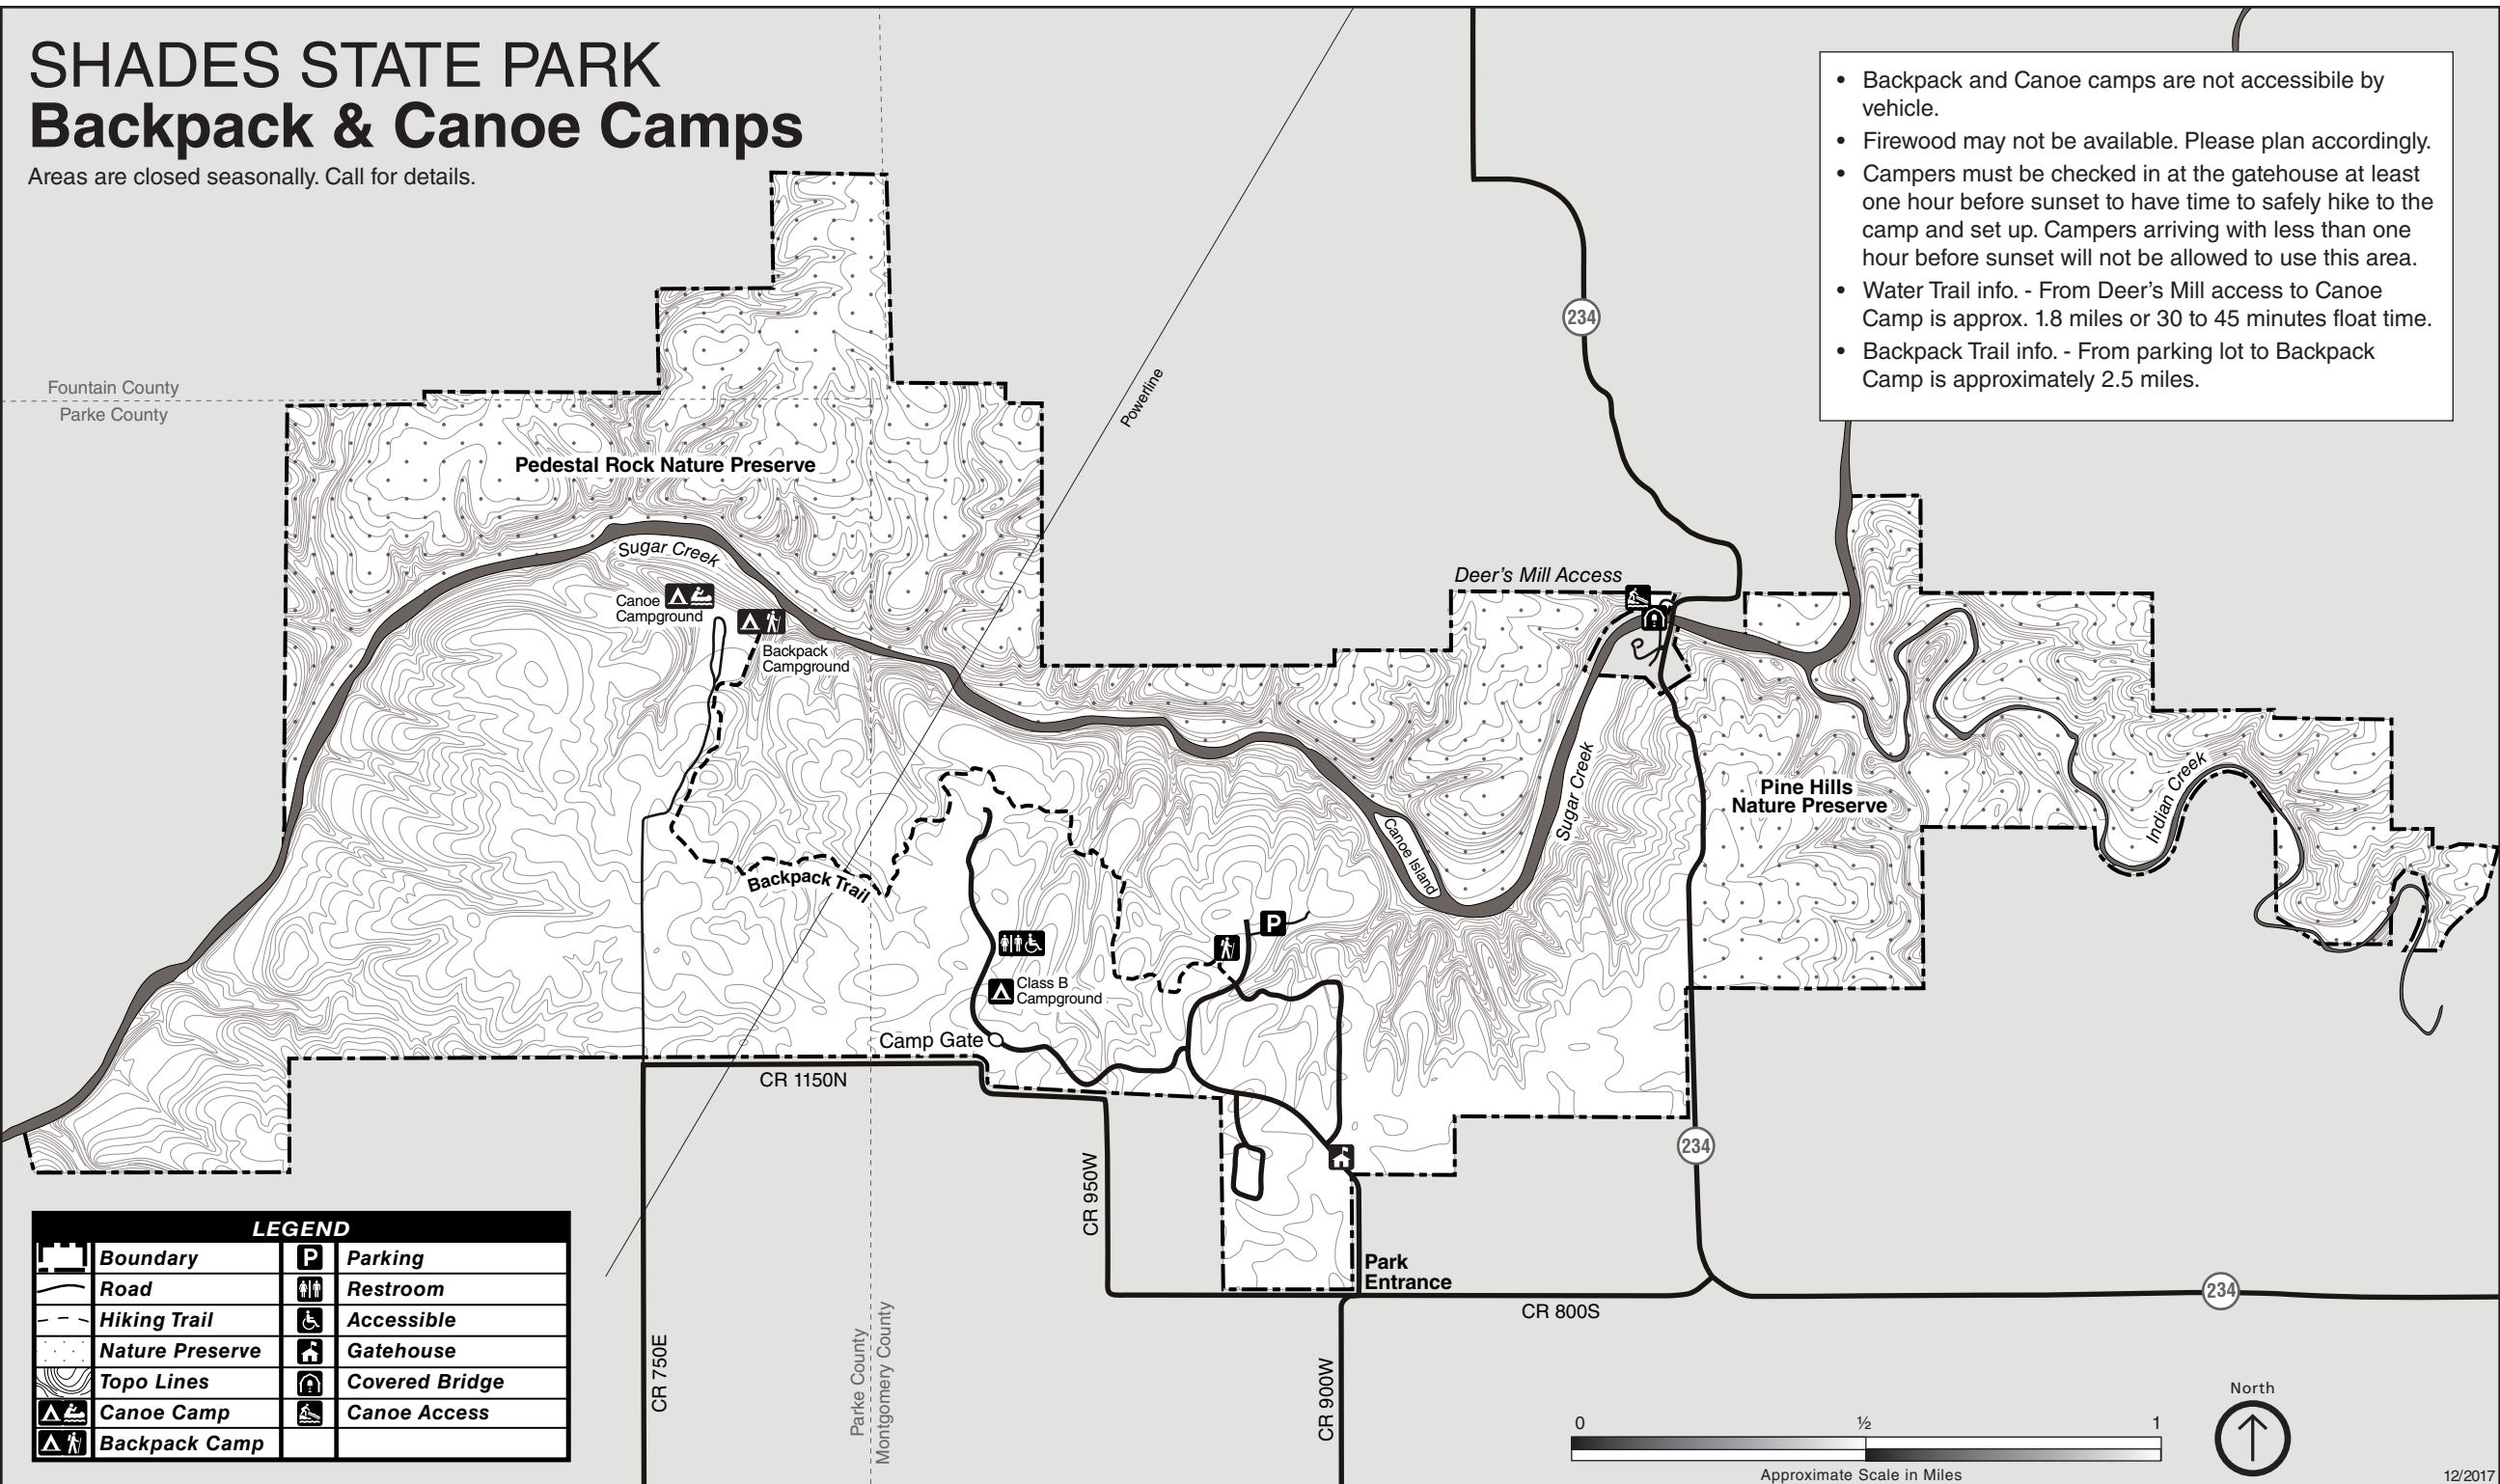 SHADES STATE PARK
Backpack & Canoe Camps
Areas are closed seasonally. Call for details.
• Backpack and Canoe camps are not accessibile by
vehicle.
• Firewood may not be available. Please plan accordingly.
• Campers must be checked in at the gatehouse at least
one hour before sunset to have time to safely hike to the
camp and set up. Campers arriving with less than one
hour before sunset will not be allowed to use this area.
• Water Trail info. - From Deer's Mill access to Canoe
Camp is approx. 1.8 miles or 30 to 45 minutes float time.
• Backpack Trail info. - From parking lot to Backpack
Camp is approximately 2.5 miles.
234
Fountain County
Parke County
Powerline
Pedestal Rock Nature Preserve
Sugar Creek
Deer's Mill Access
Canoe
Campground
Backpack
Campground
Sugar Creek
Pine Hills
Nature Preserve
Indian Creek
Canoe Island
Backpack Trail
P
Class B
Campground
Camp Gate
CR 1150N
234
CR 950W
Park
Entrance
234
CR 800S
CR 750E
Parke County
Montgomery County
CR 900W
LEGEND
Boundary
P
Parking
Road
Restroom
Hiking Trail
Accessible
Nature Preserve
Gatehouse
Topo Lines
Covered Bridge
Canoe Camp
Canoe Access
Backpack Camp
North
0 ½ 1
Approximate Scale in Miles
12/2017